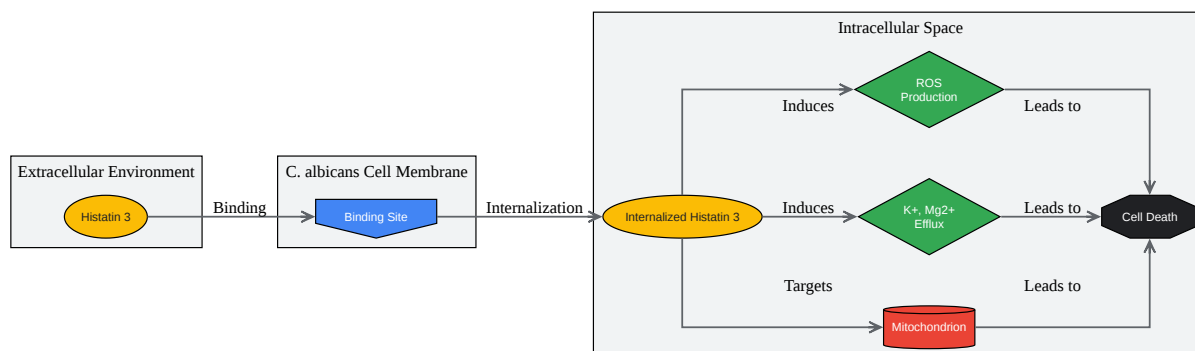 Intracellular Space
ROS
Production
Induces
Leads to
Extracellular Environment
C. albicans Cell Membrane
Histatin 3
Binding
Binding Site
Internalization
Internalized Histatin 3
Induces
K+, Mg2+
Efflux
Leads to
Cell Death
Targets
Leads to
Mitochondrion